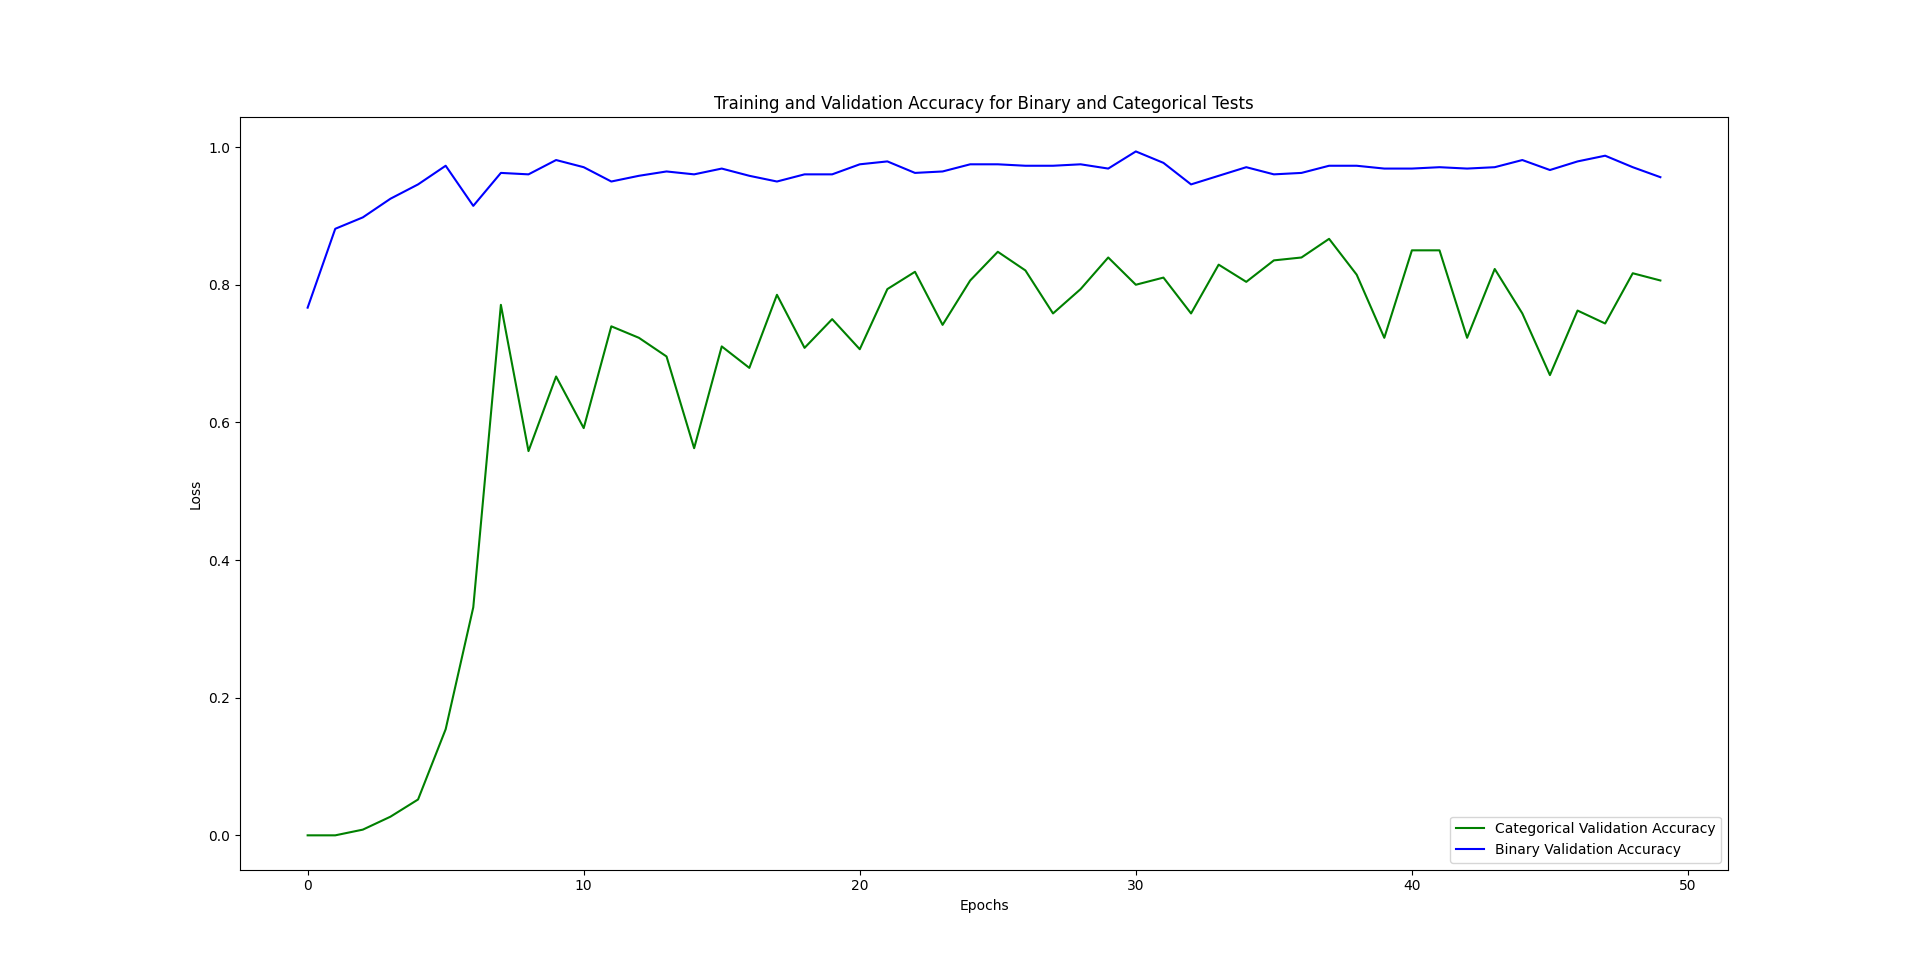 Training and Validation Accuracy for Binary and Categorical Tests
1.0
0.8
0.6
0.4
0.2
0.0
Loss
0
10
20
30
40
50
Epochs
Categorical Validation Accuracy
Binary Validation Accuracy